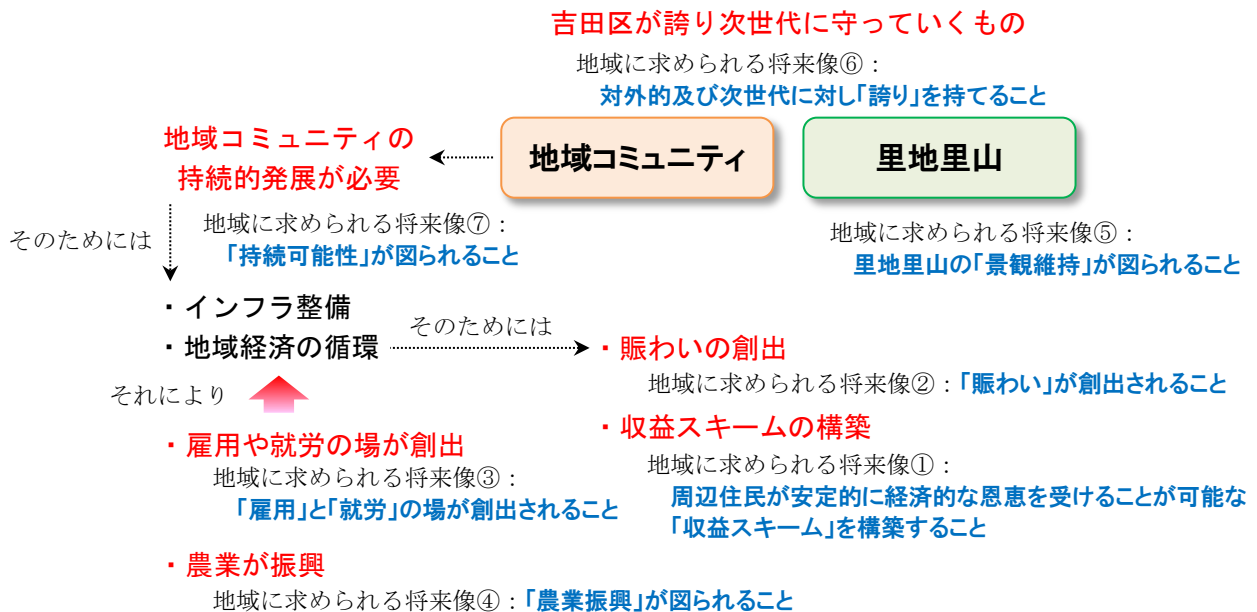 吉田区が誇り次世代に守っていくもの
地域に求められる将来像⑥：
対外的及び次世代に対し「誇り」を持てること
地域コミュニティの
持続的発展が必要
地域コミュニティ
里地里山
そのためには
地域に求められる将来像⑦：
「持続可能性」が図られること
地域に求められる将来像⑤：
里地里山の「景観維持」が図られること
・インフラ整備
・地域経済の循環
そのためには
・賑わいの創出
地域に求められる将来像②：「賑わい」が創出されること
それにより
・収益スキームの構築
地域に求められる将来像①：
周辺住民が安定的に経済的な恩恵を受けることが可能な
「収益スキーム」を構築すること
・雇用や就労の場が創出
地域に求められる将来像③：
「雇用」と「就労」の場が創出されること
・農業が振興
地域に求められる将来像④：「農業振興」が図られること